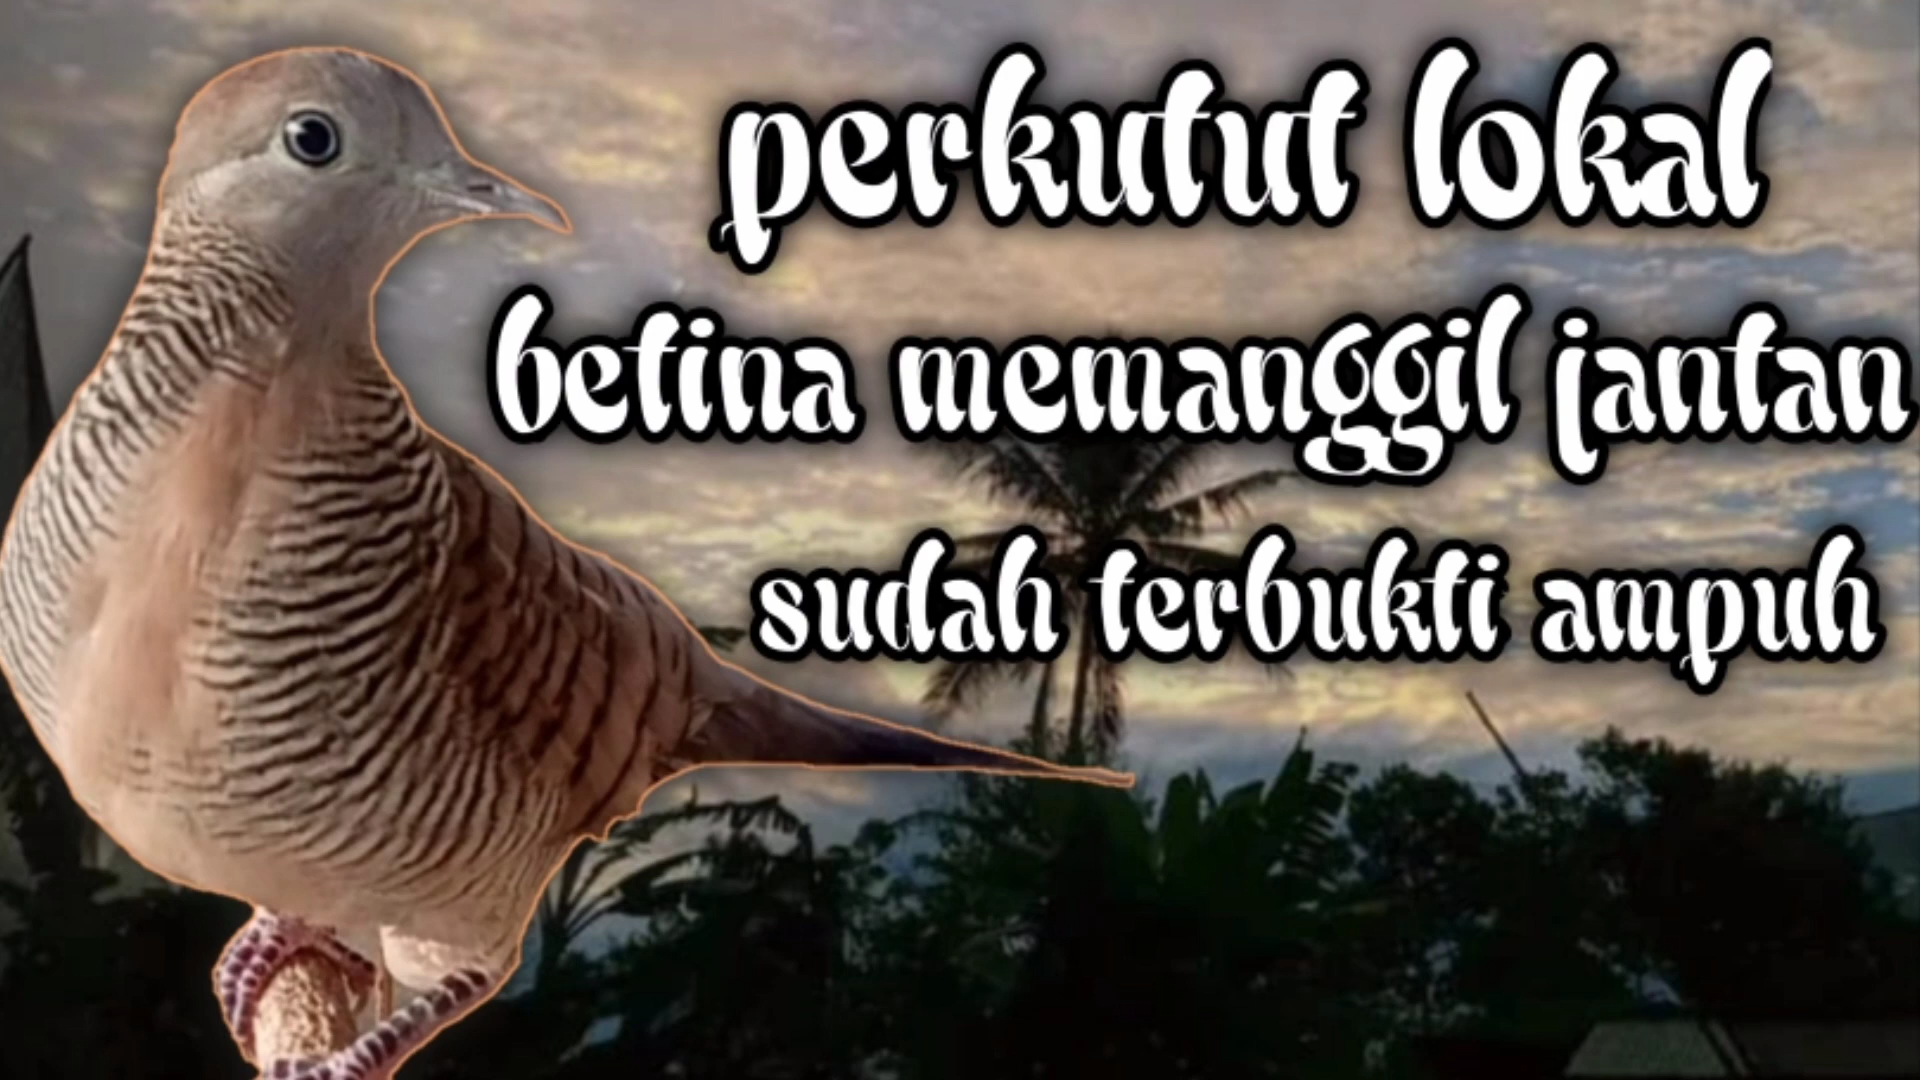 perkutut lokal
betina memanggil jantan
sudah terbukti ampuh